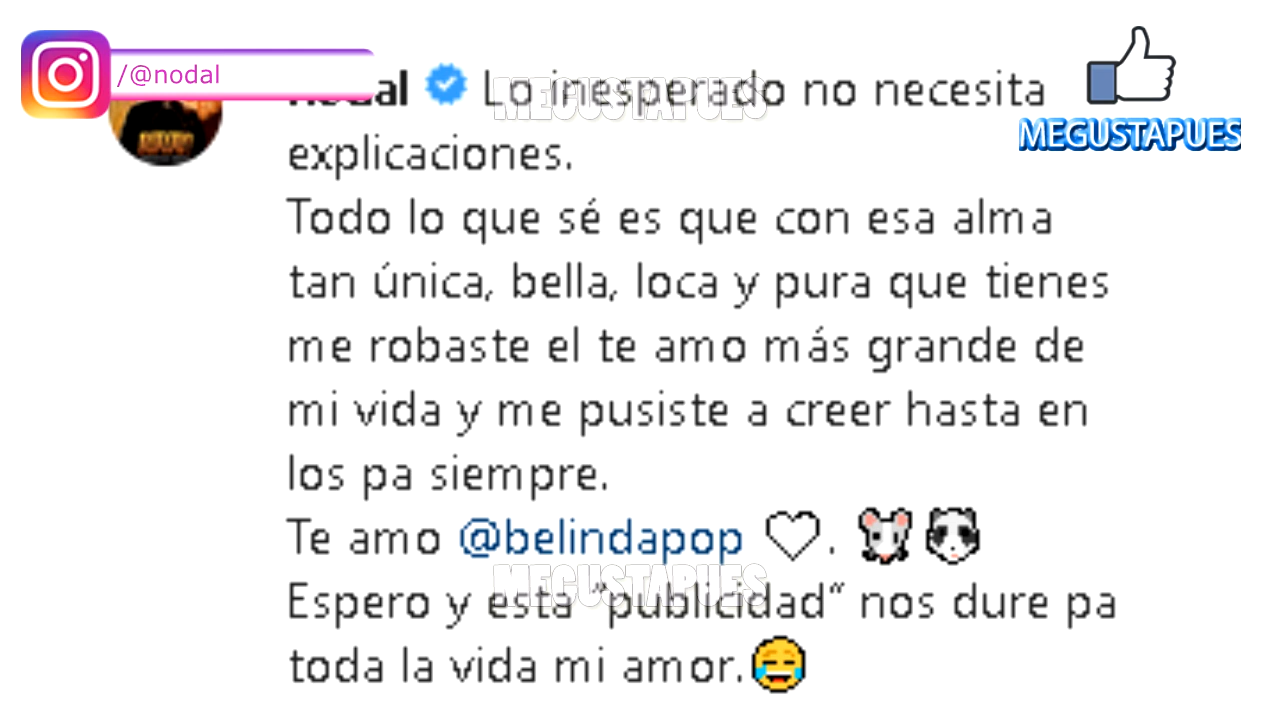 /@nodal
Nodal Lo inesperado no necesita
explicaciones.
Todo lo que sé es que con esa alma
tan única, bella, loca y pura que tienes
me robaste el te amo más grande de
mi vida y me pusiste a creer hasta en
los pa siempre.
Te amo @belindapop 🤍. 🐭🐼
Espero y esta “publicidad“ nos dure pa
toda la vida mi amor.😂
MEGUSTAPUES
MEGUSTAPUES
MEGUSTAPUES